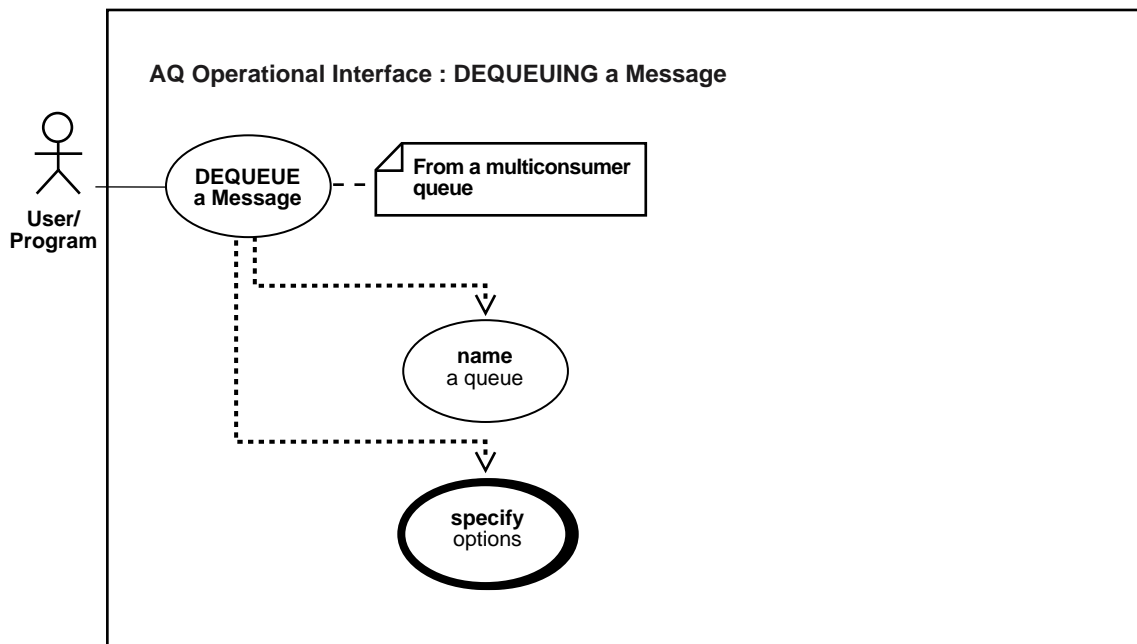 AQ Operational Interface : DEQUEUING a Message
User/
Program
DEQUEUE
a Message
From a multiconsumer
queue
name
a queue
specify
options